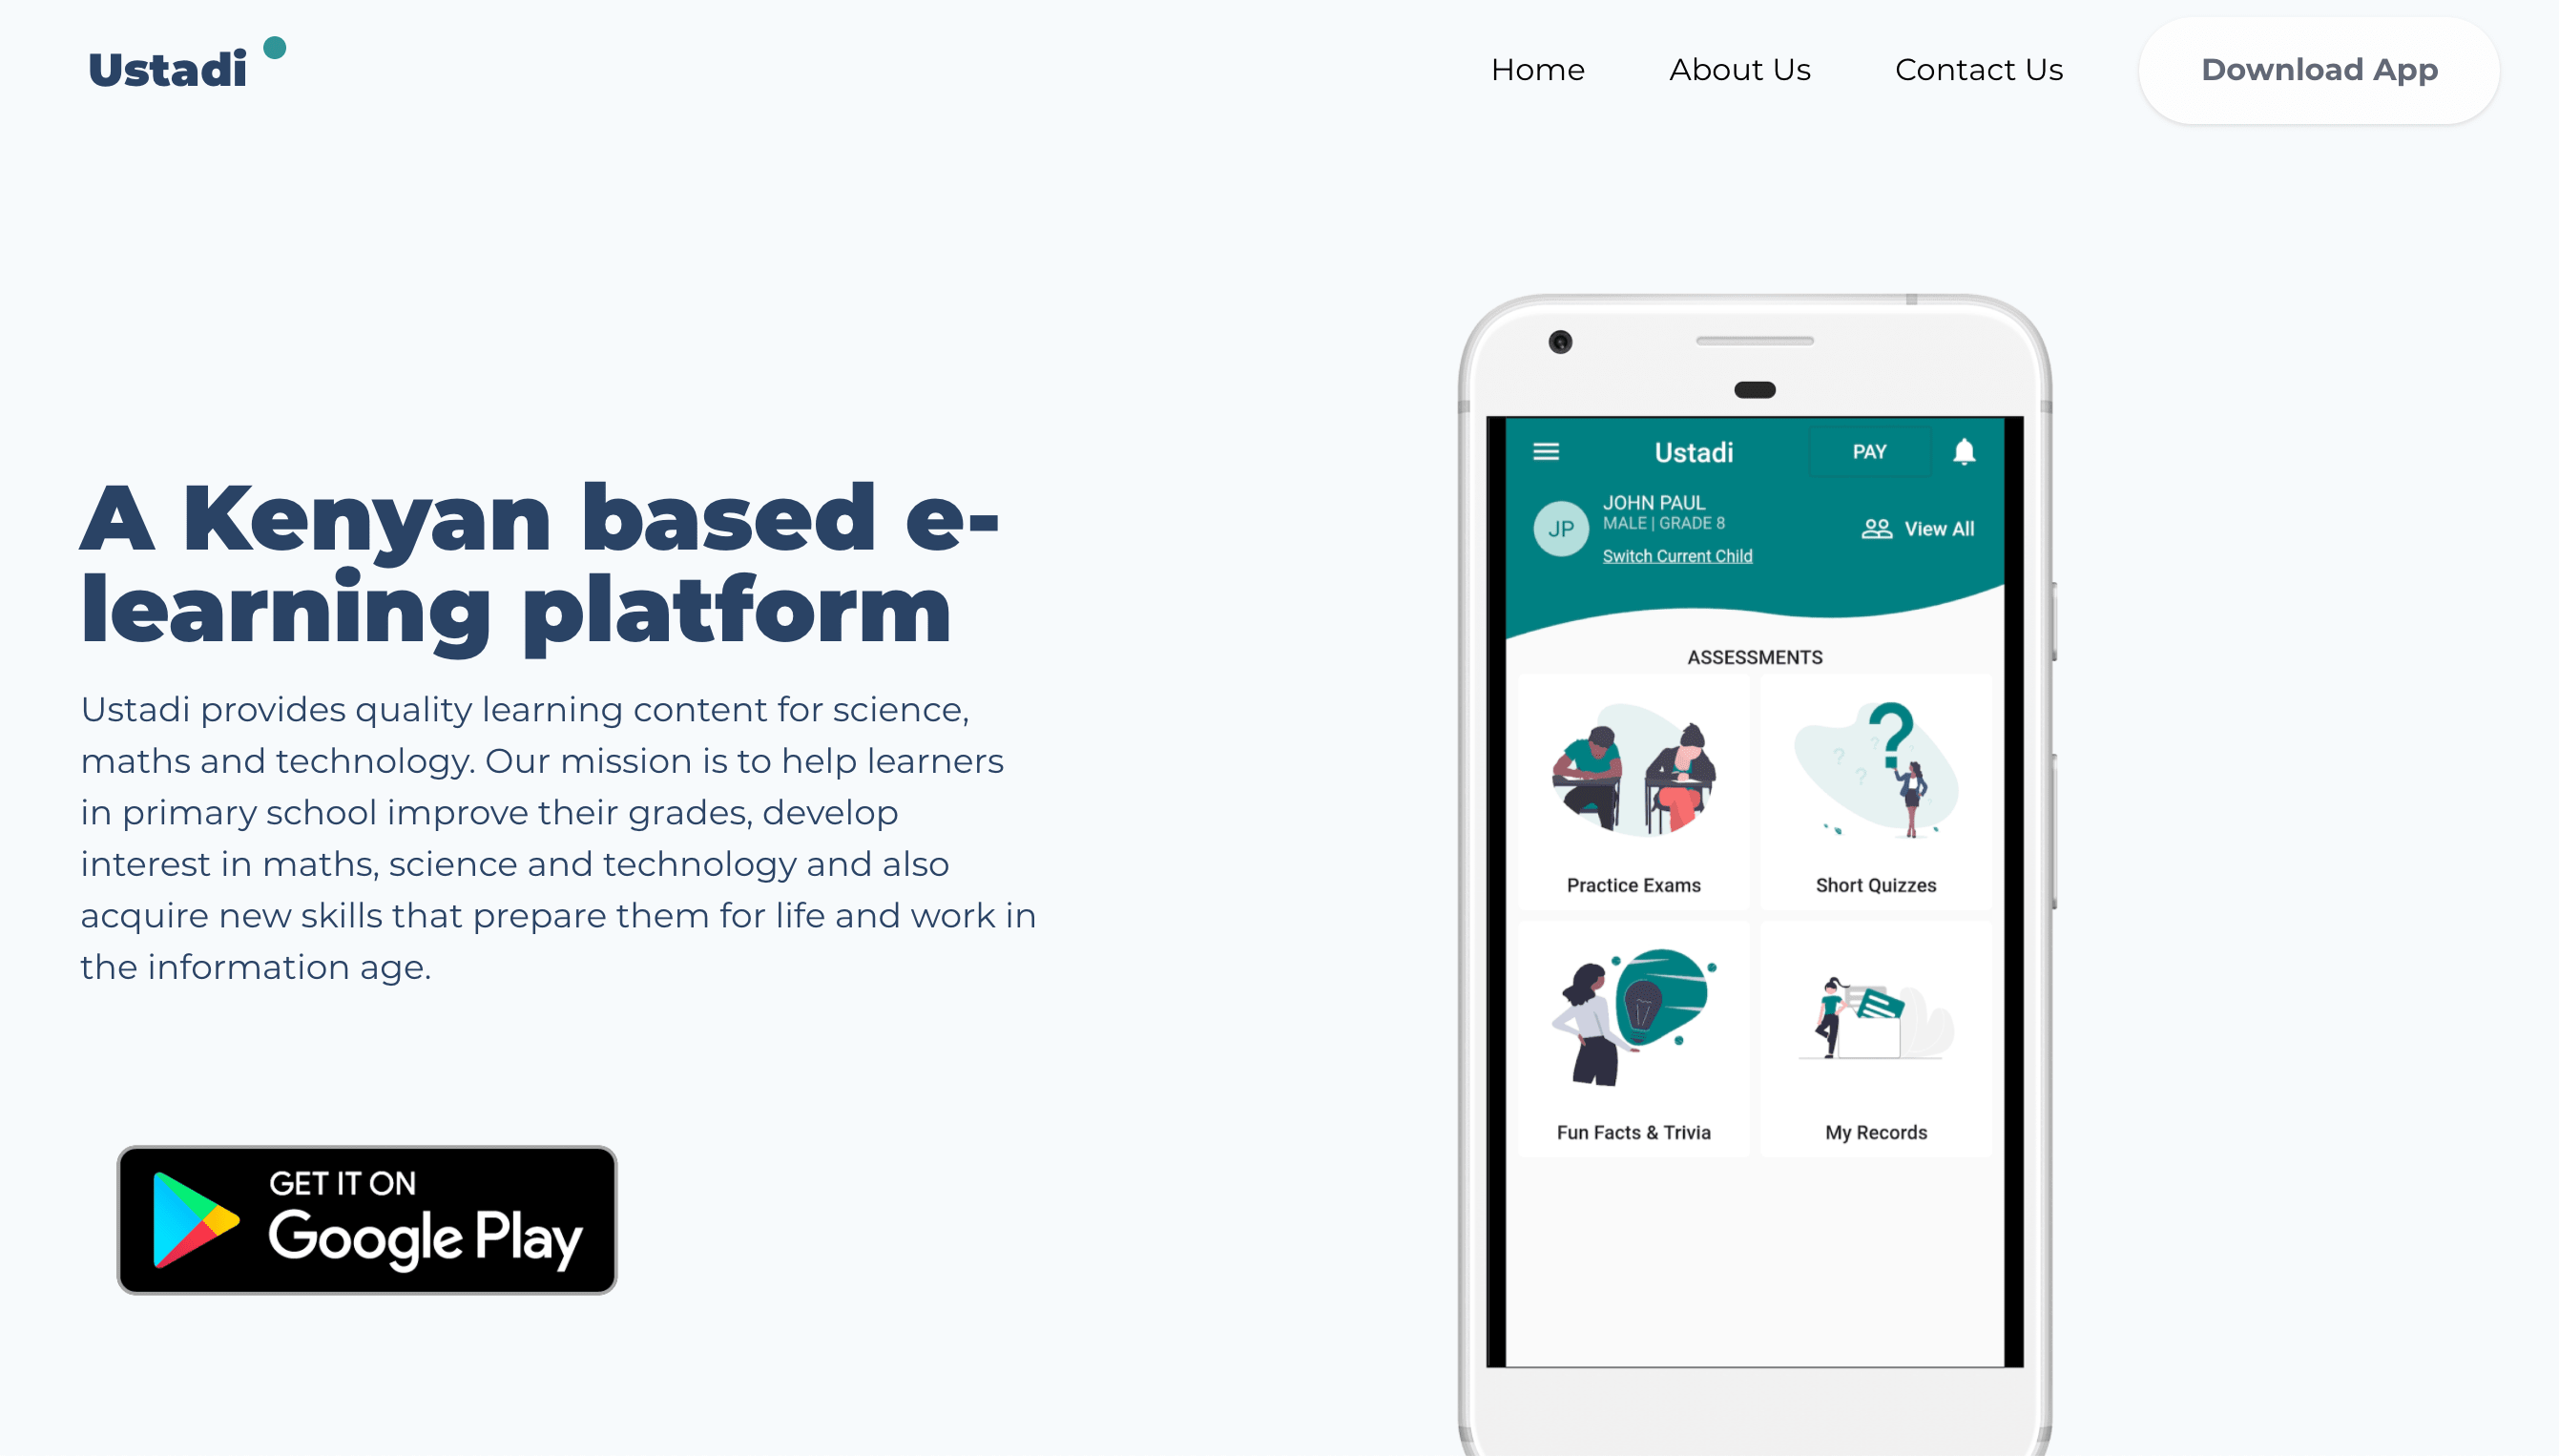 Ustadi
Home
About Us
Contact Us
Download App
A Kenyan based e-
learning platform
Ustadi provides quality learning content for science,
maths and technology. Our mission is to help learners
in primary school improve their grades, develop
interest in maths, science and technology and also
acquire new skills that prepare them for life and work in
the information age.
GET IT ON
Google Play
Ustadi
PAY
JP
JOHN PAUL
MALE | GRADE 8
Switch Current Child
View All
ASSESSMENTS
Practice Exams
Short Quizzes
Fun Facts & Trivia
My Records